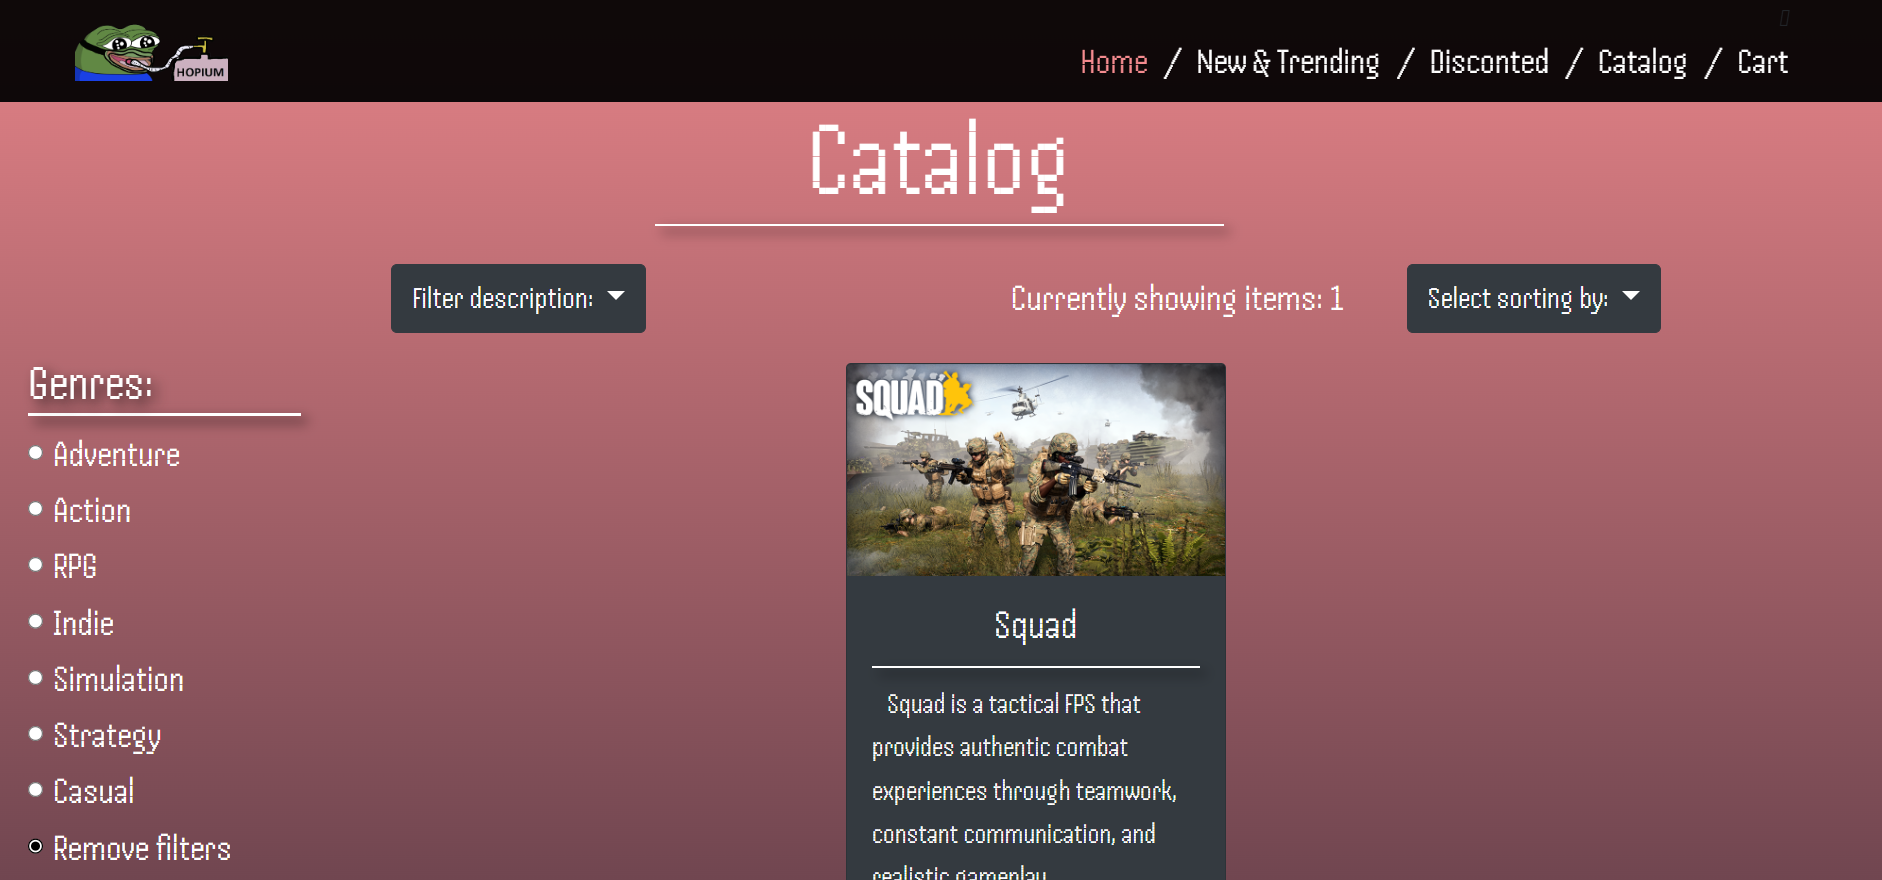 HOPIUM
Home / New & Trending / Disconted / Catalog / Cart
Catalog
Filter description:
Currently showing items: 1
Select sorting by:
Genres:
Adventure
Action
RPG
Indie
Simulation
Strategy
Casual
Remove filters
SQUAD
Squad
Squad is a tactical FPS that
provides authentic combat
experiences through teamwork,
constant communication, and
realistic gameplay